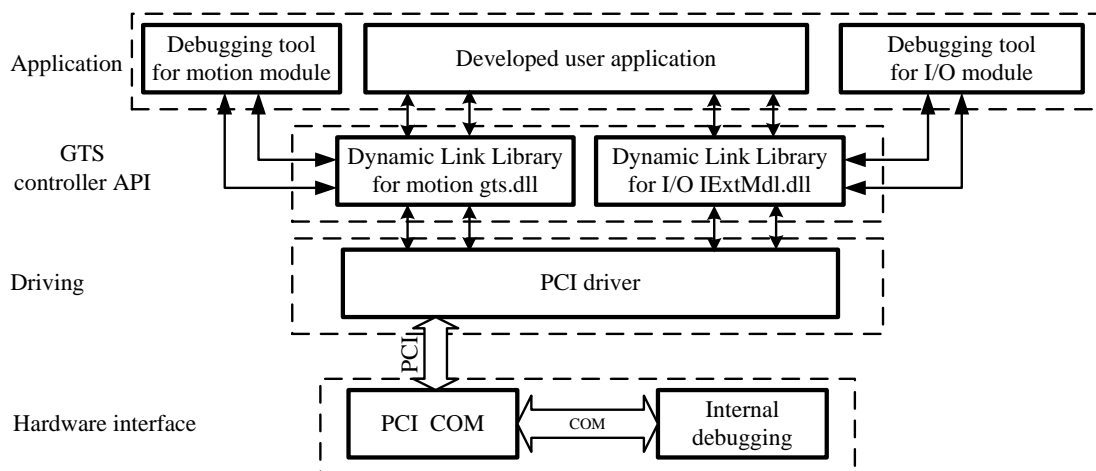 Application
Debugging tool
for motion module
Developed user application
Debugging tool
for I/O module
GTS
controller API
Dynamic Link Library
for motion gts.dll
Dynamic Link Library
for I/O IExtMdl.dll
Driving
PCI driver
PCI
Hardware interface
PCI COM
COM
Internal
debugging